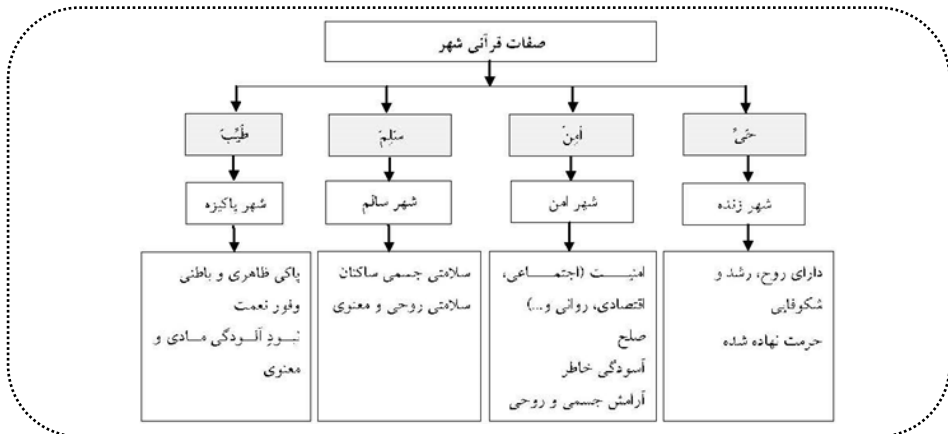 صفات قرآنی شهر
حَیّ
آمِن
سَلِمَ
طَیِّبَ
شهر زنده
شهر امن
شهر سالم
شهر پاکیزه
دارای روح، رشد و
شکوفایی
حرمت نهاده شده
امنیت (اجتماعی،
اقتصادی، روانی و...)
صلح
آسودگی خاطر
آرامش جسمی و روحی
سلامتی جسمی ساکنان
سلامتی روحی و معنوی
پاکی ظاهری و باطنی
وفور نعمت
نبودِ آلودگی مادی و
معنوی